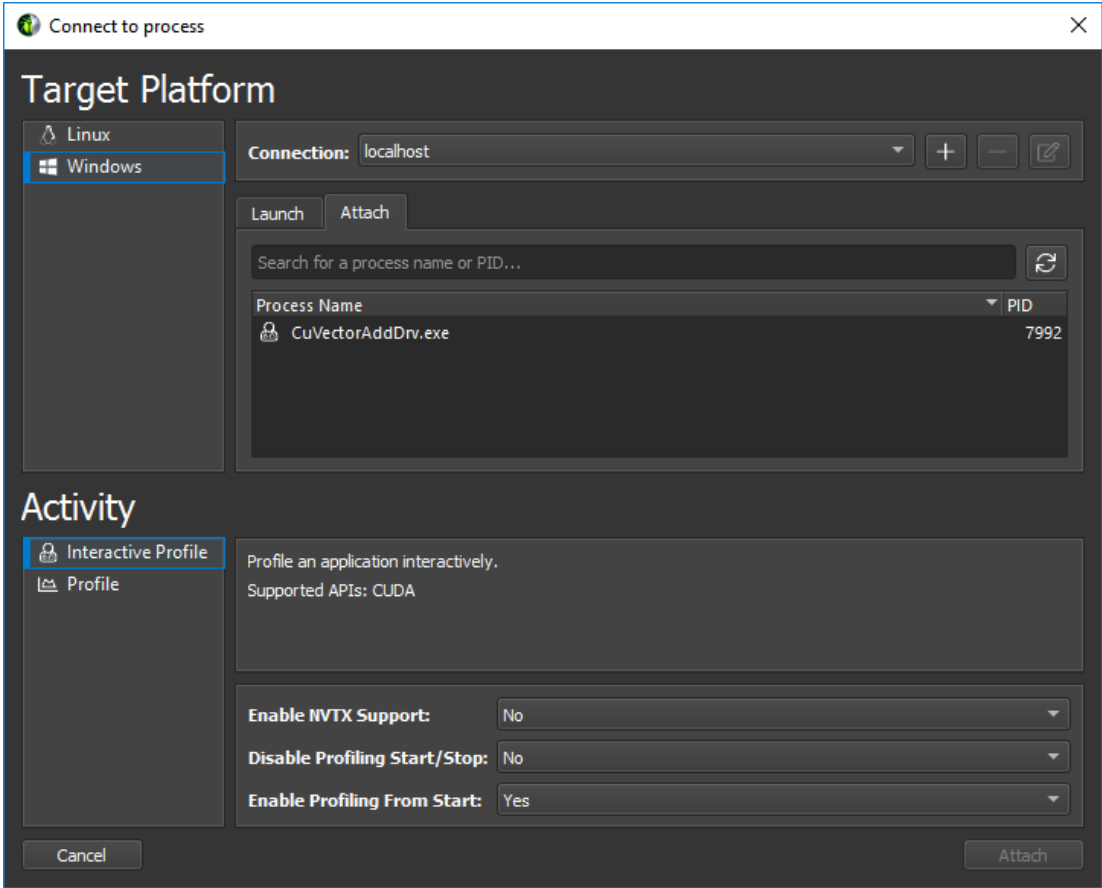 Connect to process
Target Platform
Linux
Windows
Connection: localhost
Launch Attach
Search for a process name or PID...
Process Name PID
CuVectorAddDrv.exe 7992
Activity
Interactive Profile
Profile
Profile an application interactively.
Supported APIs: CUDA
Enable NVTX Support: No
Disable Profiling Start/Stop: No
Enable Profiling From Start: Yes
Cancel Attach